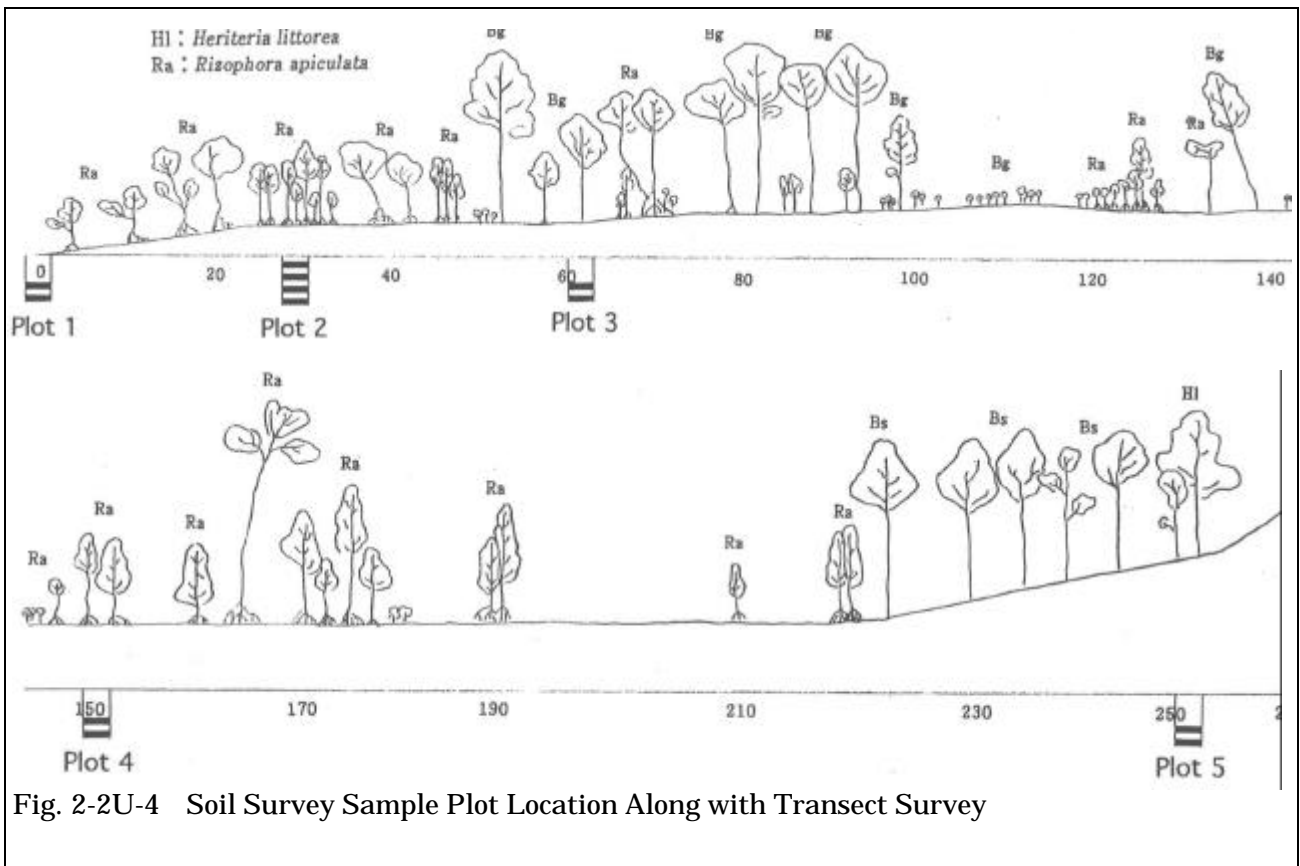 Hl : Heriteria littorea
Ra : Risophora apiculata
Bg Bg Bg Bg
Ra Ra Ra Ra Ra Bg Ra Bg Bg Ra Ra Bg
0 20 40 60 80 100 120 140
Plot 1 Plot 2 Plot 3
Ra Hl
Bs Bs Bs
Ra Ra Ra Ra Ra Ra Ra
150 170 190 210 230 250 2
Plot 4 Plot 5
Fig. 2-2U-4 Soil Survey Sample Plot Location Along with Transect Survey